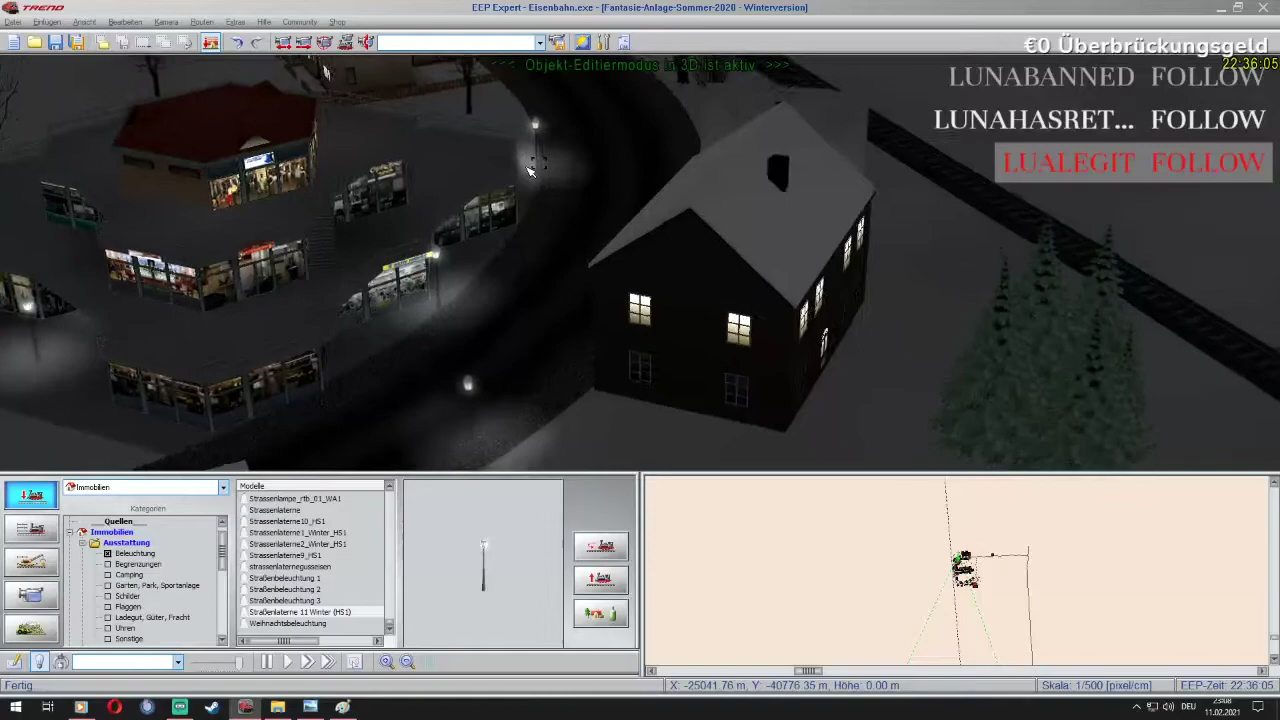 TREND
EEP Expert - Eisenbahn.exe - [Fantasie-Anlage-Sommer-2020 - Winterversion]
Datei Einfügen Ansicht Bearbeiten Kamera Routen Extras Hilfe Community Shop
€0 Überbrückungsgeld
<<< Objekt-Editiermodus in 3D ist aktiv >>>
22:36:05
LUNABANNED FOLLOW
LUNAHASRET... FOLLOW
LUALEGIT FOLLOW
Immobilien
Kategorien
__Quellen__
Immobilien
Ausstattung
Beleuchtung
Begrenzungen
Camping
Garten, Park, Sportanlage
Schilder
Flaggen
Ladegut, Güter, Fracht
Uhren
Sonstige
Modelle
Strassenlampe_rtb_01_WA1
Strassenlaterne
Strassenlaterne10_HS1
Strassenlaterne1_Winter_HS1
Strassenlaterne2_Winter_HS1
Strassenlaterne9_HS1
strassenlaternegusseisen
Straßenbeleuchtung 1
Straßenbeleuchtung 2
Straßenbeleuchtung 3
Straßenlaterne 11 Winter (HS1)
Weihnachtsbeleuchtung
Fertig
X: -25041.76 m, Y: -40776.35 m, Höhe: 0.00 m
Skala: 1/500 [pixel/cm]
EEP-Zeit: 22:36:05
DEU
23:08
11.02.2021